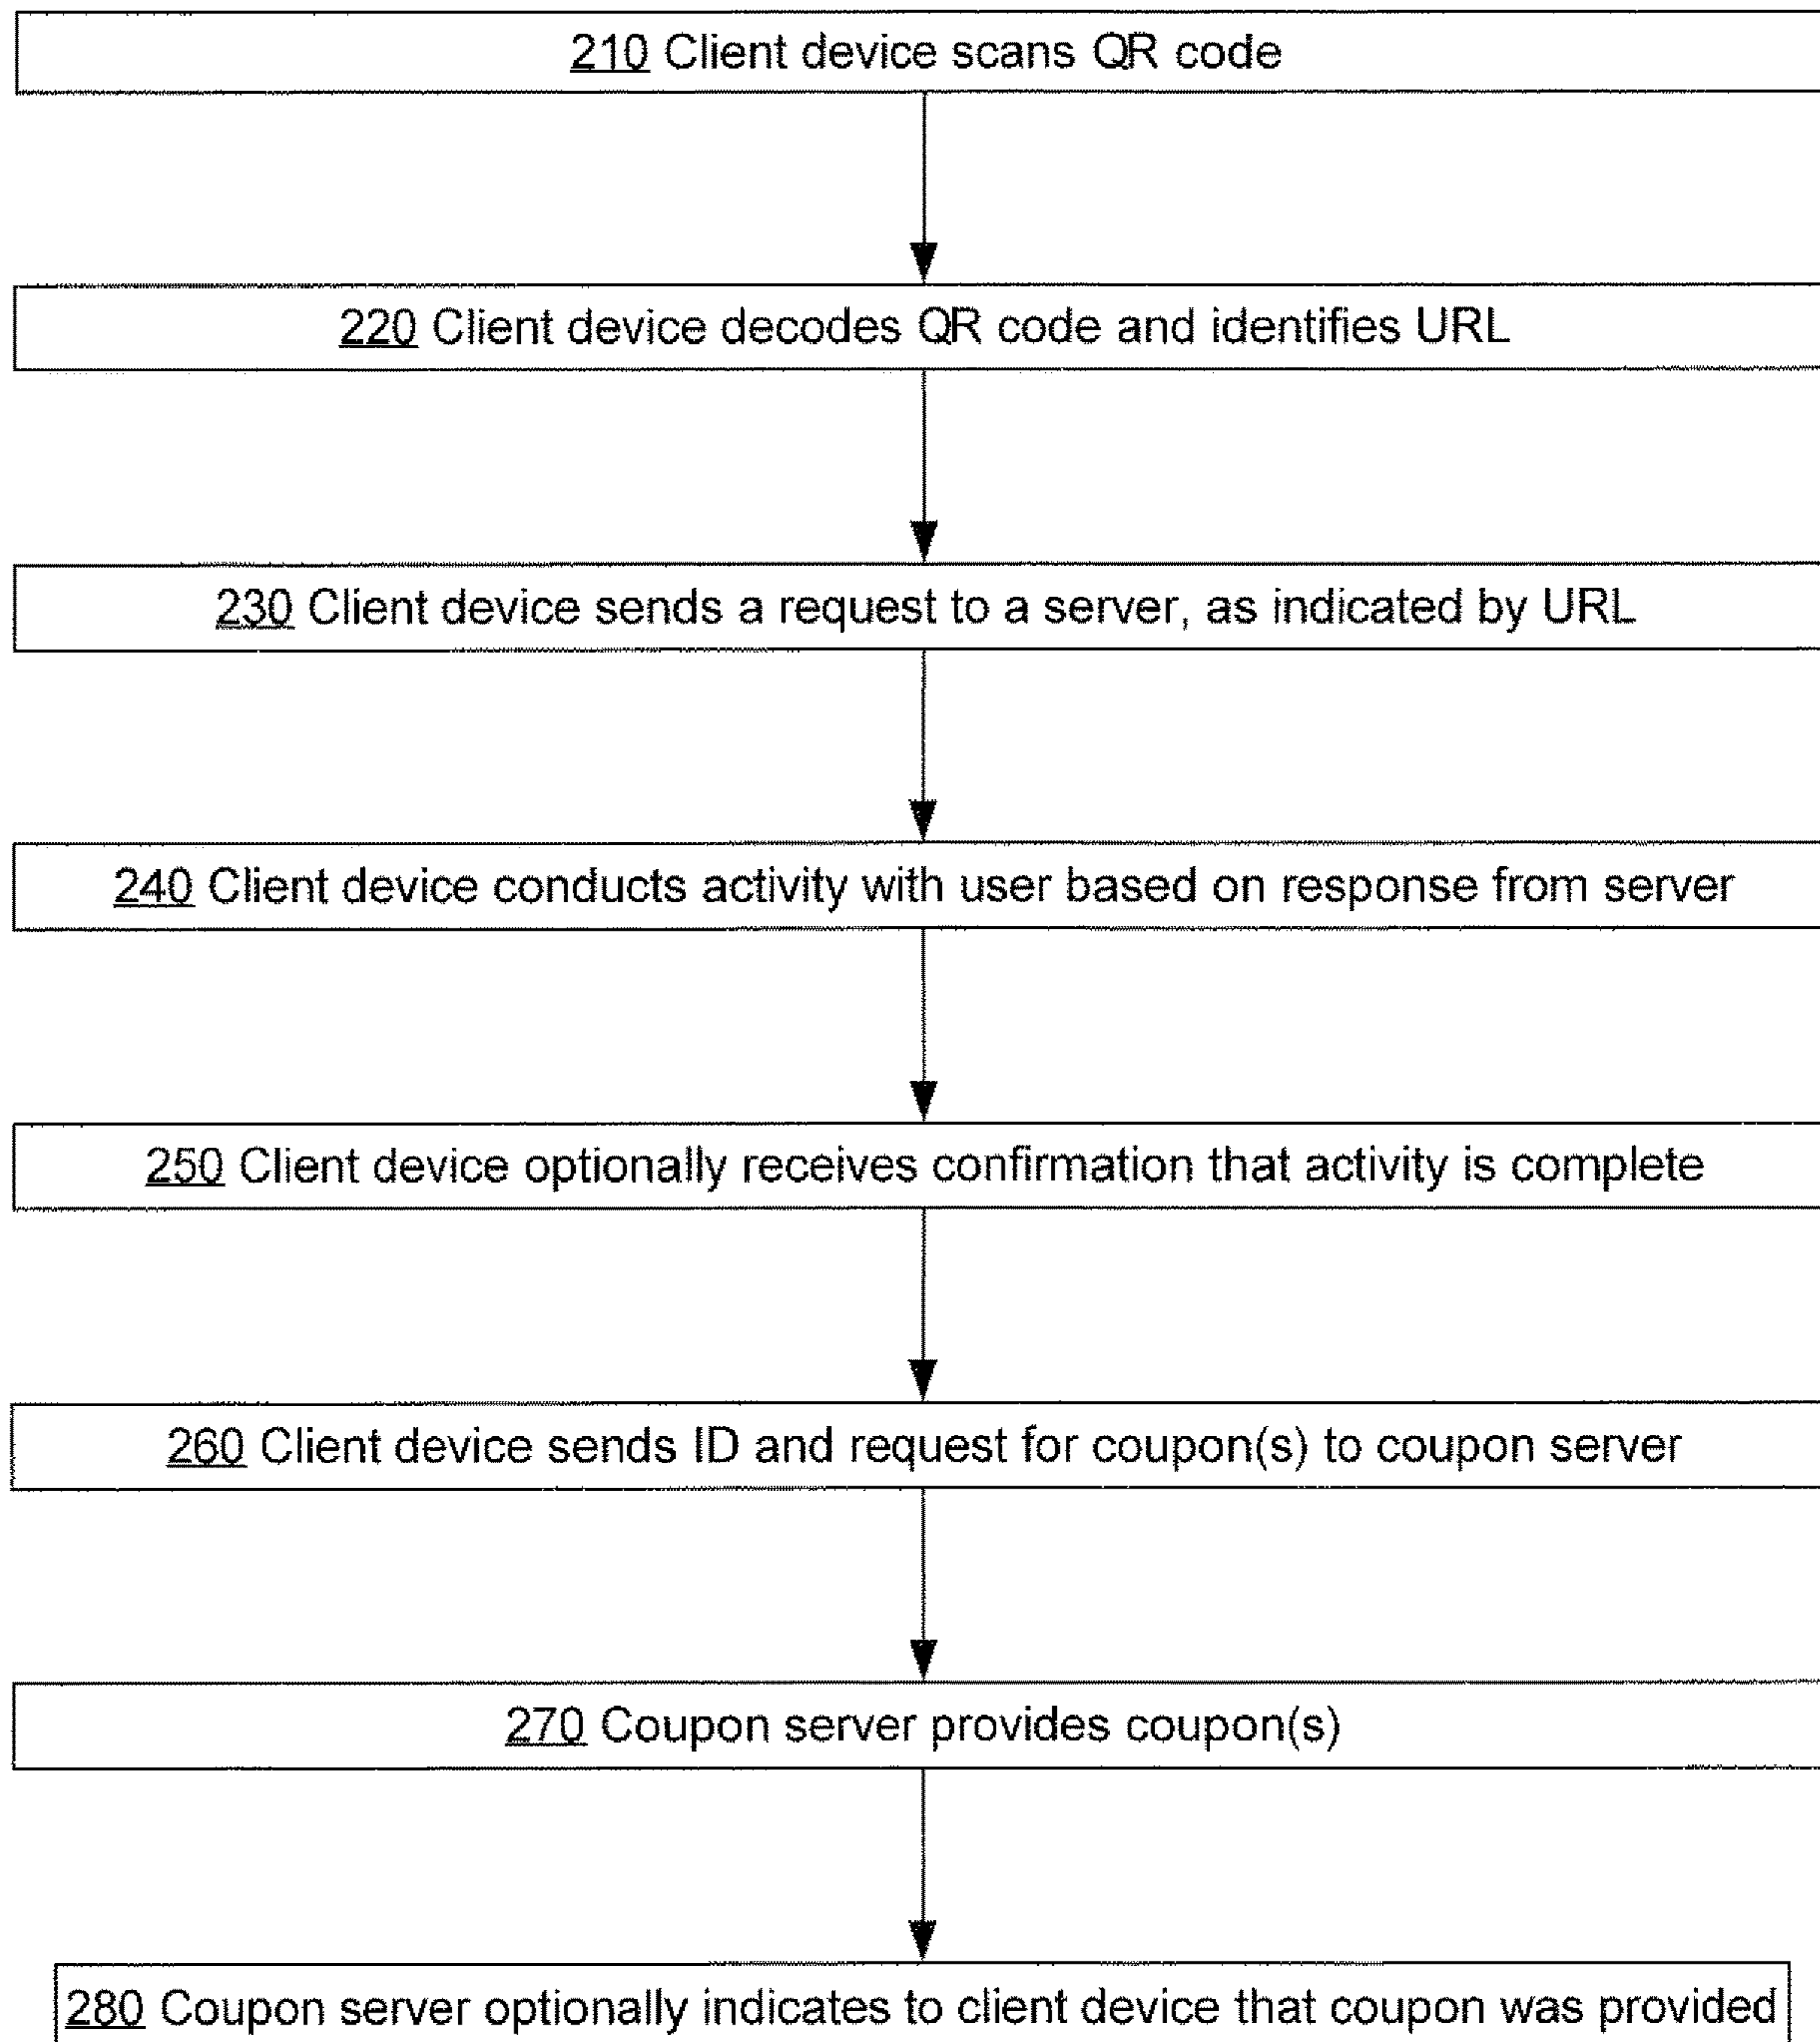 210 Client device scans QR code
220 Client device decodes QR code and identifies URL
230 Client device sends a request to a server, as indicated by URL
240 Client device conducts activity with user based on response from server
250 Client device optionally receives confirmation that activity is complete
260 Client device sends ID and request for coupon(s) to coupon server
270 Coupon server provides coupon(s)
280 Coupon server optionally indicates to client device that coupon was provided